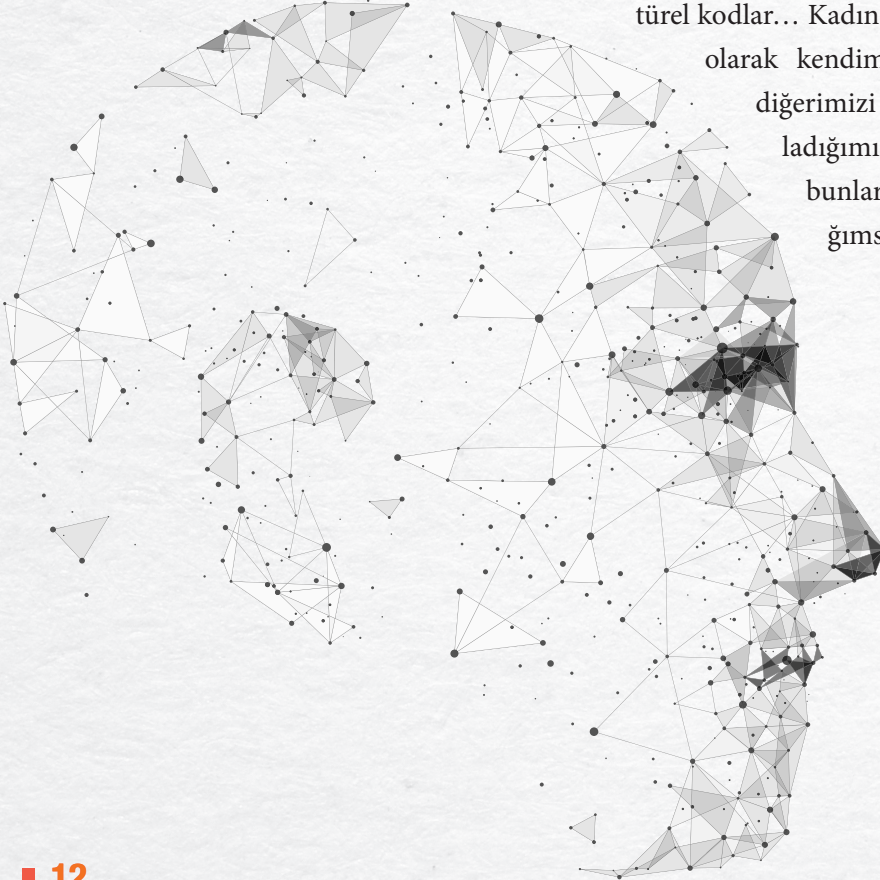 türel kodlar… Kadın
olarak kendim
diğerimizi
ladığımı
bunlar
ğıms
12